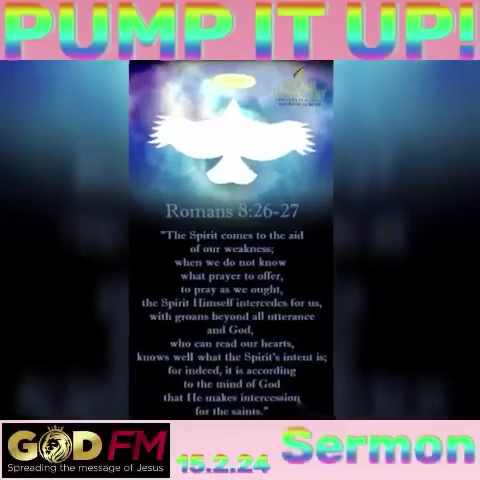 PUMP IT UP!
Romans 8:26-27
"The Spirit comes to the aid
of our weakness;
when we do not know
what prayer to offer,
to pray as we ought,
the Spirit Himself intercedes for us,
with groans beyond all utterance
and God,
who can read our hearts,
knows well what the Spirit's intent is;
for indeed, it is according
to the mind of God
that He makes intercession
for the saints."
GOD FM
Spreading the message of Jesus
15.2.24 Sermon